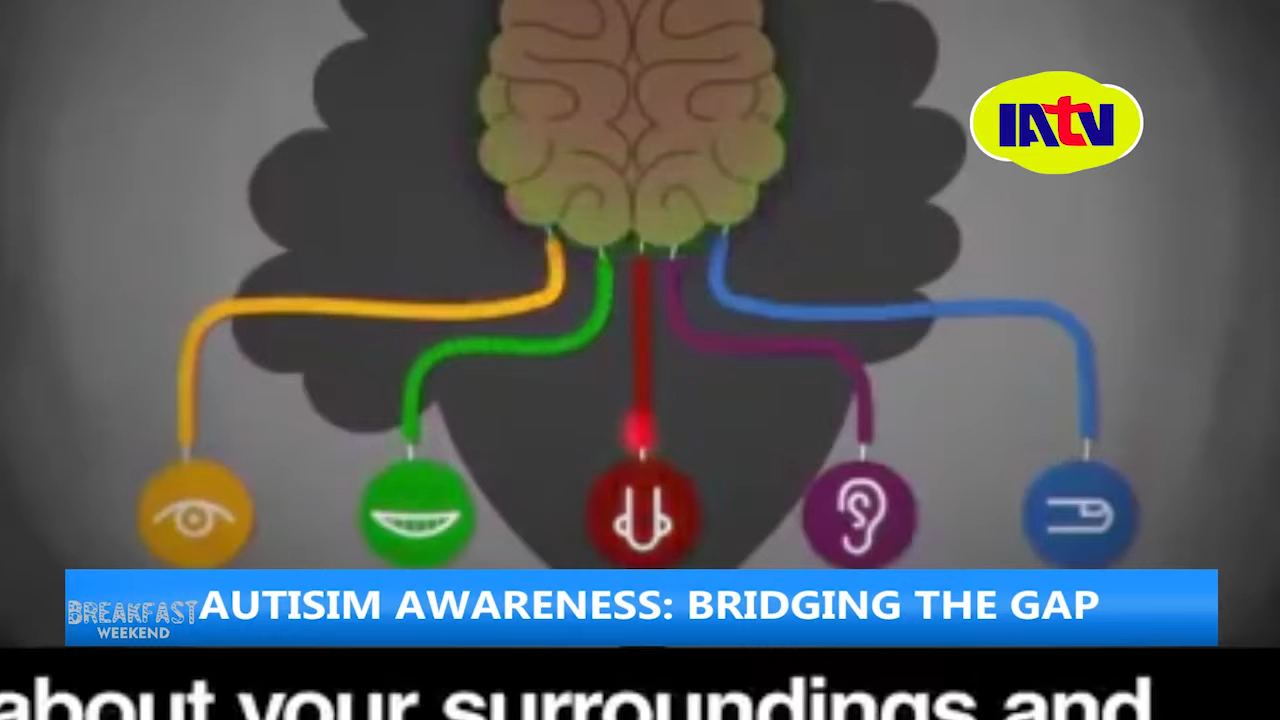 IAtv
BREAKFAST
WEEKEND
AUTISIM AWARENESS: BRIDGING THE GAP
about your surroundings and